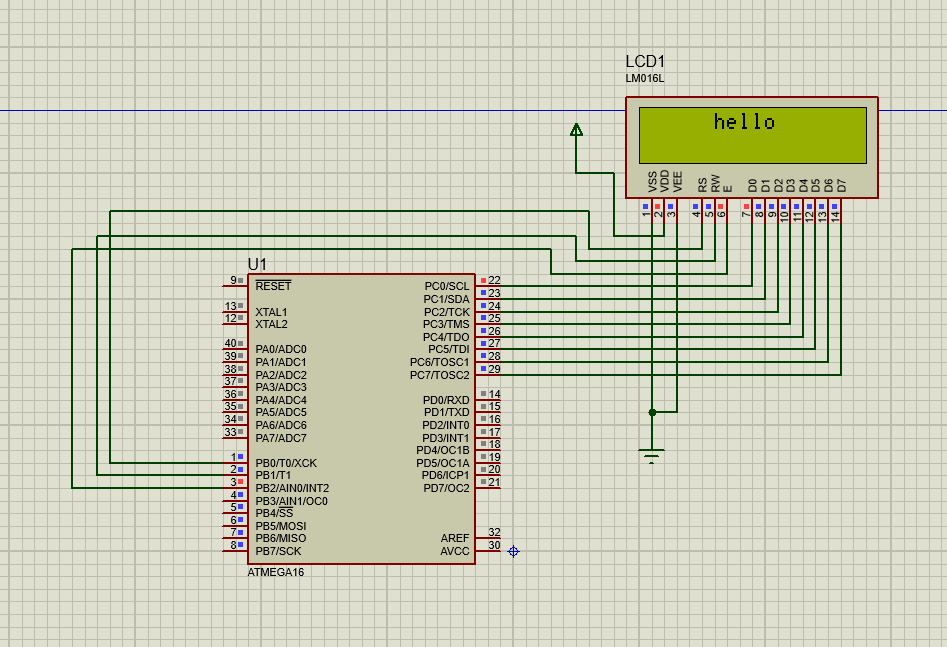 LCD1
LM016L
hello
VSS VDD VEE RS RW E D0 D1 D2 D3 D4 D5 D6 D7
1 2 3 4 5 6 7 8 9 10 11 12 13 14
U1
9 RESET PC0/SCL 22
PC1/SDA 23
13 XTAL1 PC2/TCK 24
12 XTAL2 PC3/TMS 25
PC4/TDO 26
40 PA0/ADC0 PC5/TDI 27
39 PA1/ADC1 PC6/TOSC1 28
38 PA2/ADC2 PC7/TOSC2 29
37 PA3/ADC3
36 PA4/ADC4 PD0/RXD 14
35 PA5/ADC5 PD1/TXD 15
34 PA6/ADC6 PD2/INT0 16
33 PA7/ADC7 PD3/INT1 17
PD4/OC1B 18
1 PB0/T0/XCK PD5/OC1A 19
2 PB1/T1 PD6/ICP1 20
3 PB2/AIN0/INT2 PD7/OC2 21
4 PB3/AIN1/OC0
5 PB4/SS
6 PB5/MOSI
7 PB6/MISO AREF 32
8 PB7/SCK AVCC 30
ATMEGA16